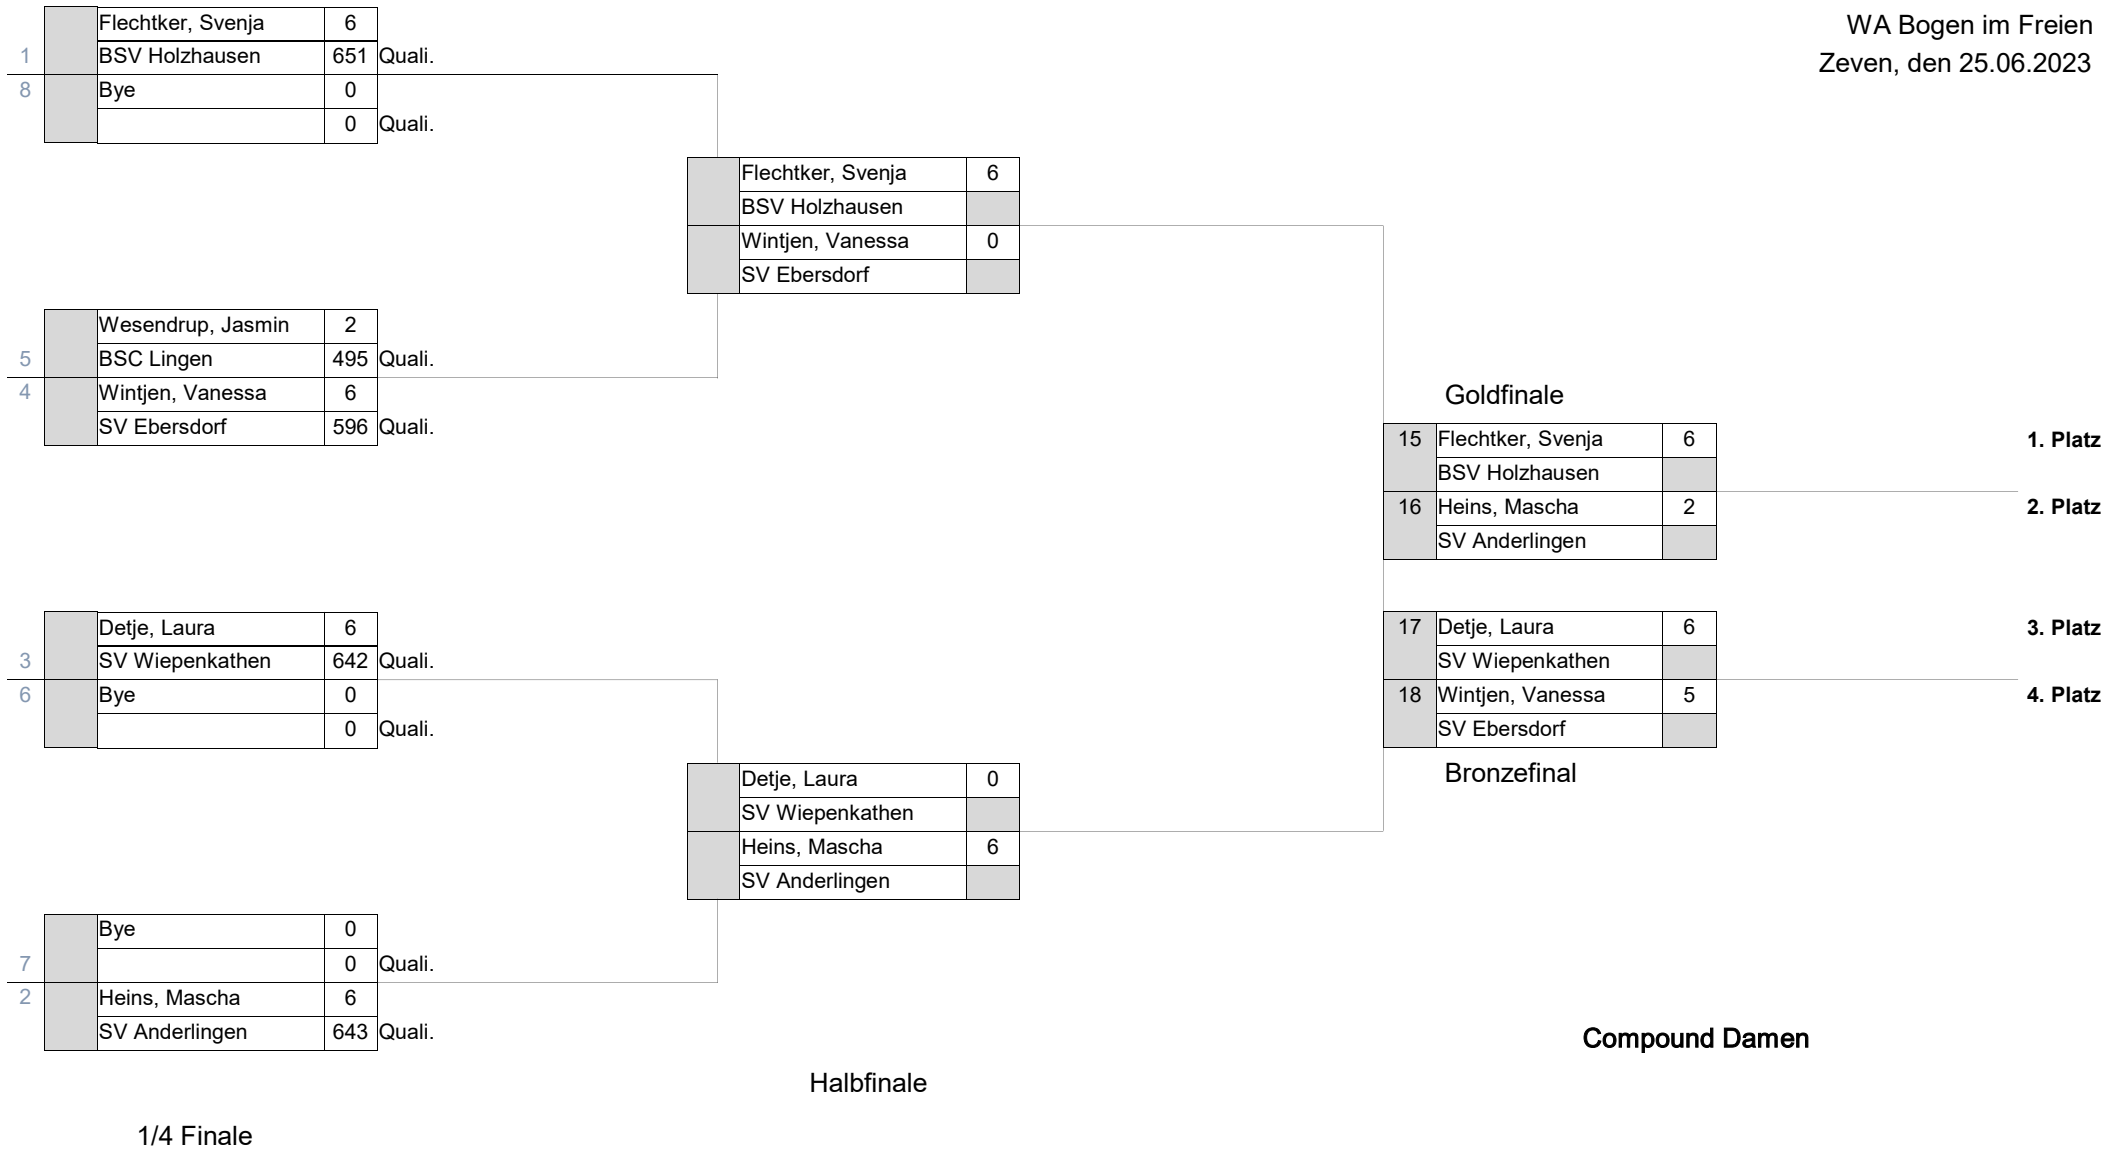 WA Bogen im Freien
Zeven, den 25.06.2023
Flechtker, Svenja 6
1 BSV Holzhausen 651 Quali.
8 Bye 0
0 Quali.
Flechtker, Svenja 6
BSV Holzhausen
Wintjen, Vanessa 0
SV Ebersdorf
Wesendrup, Jasmin 2
5 BSC Lingen 495 Quali.
4 Wintjen, Vanessa 6
SV Ebersdorf 596 Quali.
Goldfinale
15 Flechtker, Svenja 6 1. Platz
BSV Holzhausen
16 Heins, Mascha 2 2. Platz
SV Anderlingen
Detje, Laura 6
3 SV Wiepenkathen 642 Quali.
6 Bye 0
0 Quali.
17 Detje, Laura 6 3. Platz
SV Wiepenkathen
18 Wintjen, Vanessa 5 4. Platz
SV Ebersdorf
Bronzefinal
Detje, Laura 0
SV Wiepenkathen
Heins, Mascha 6
SV Anderlingen
Bye 0
7 0 Quali.
2 Heins, Mascha 6
SV Anderlingen 643 Quali.
Compound Damen
Halbfinale
1/4 Finale